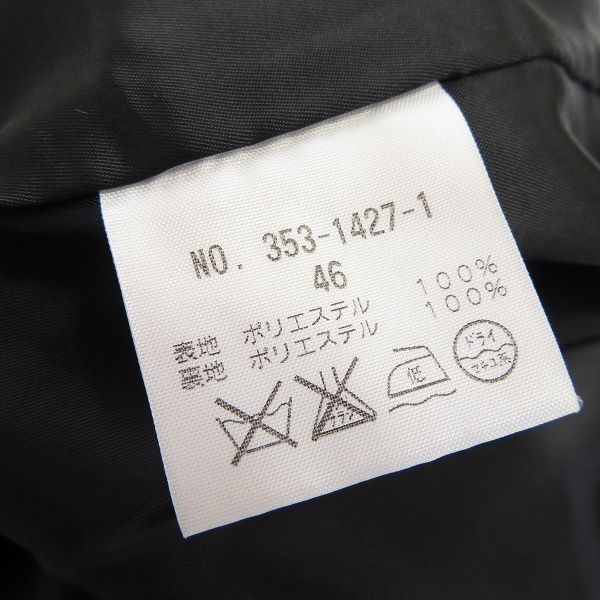 NO. 353-1427-1
46
表地 ポリエステル 100%
裏地 ポリエステル 100%
低
ドライ